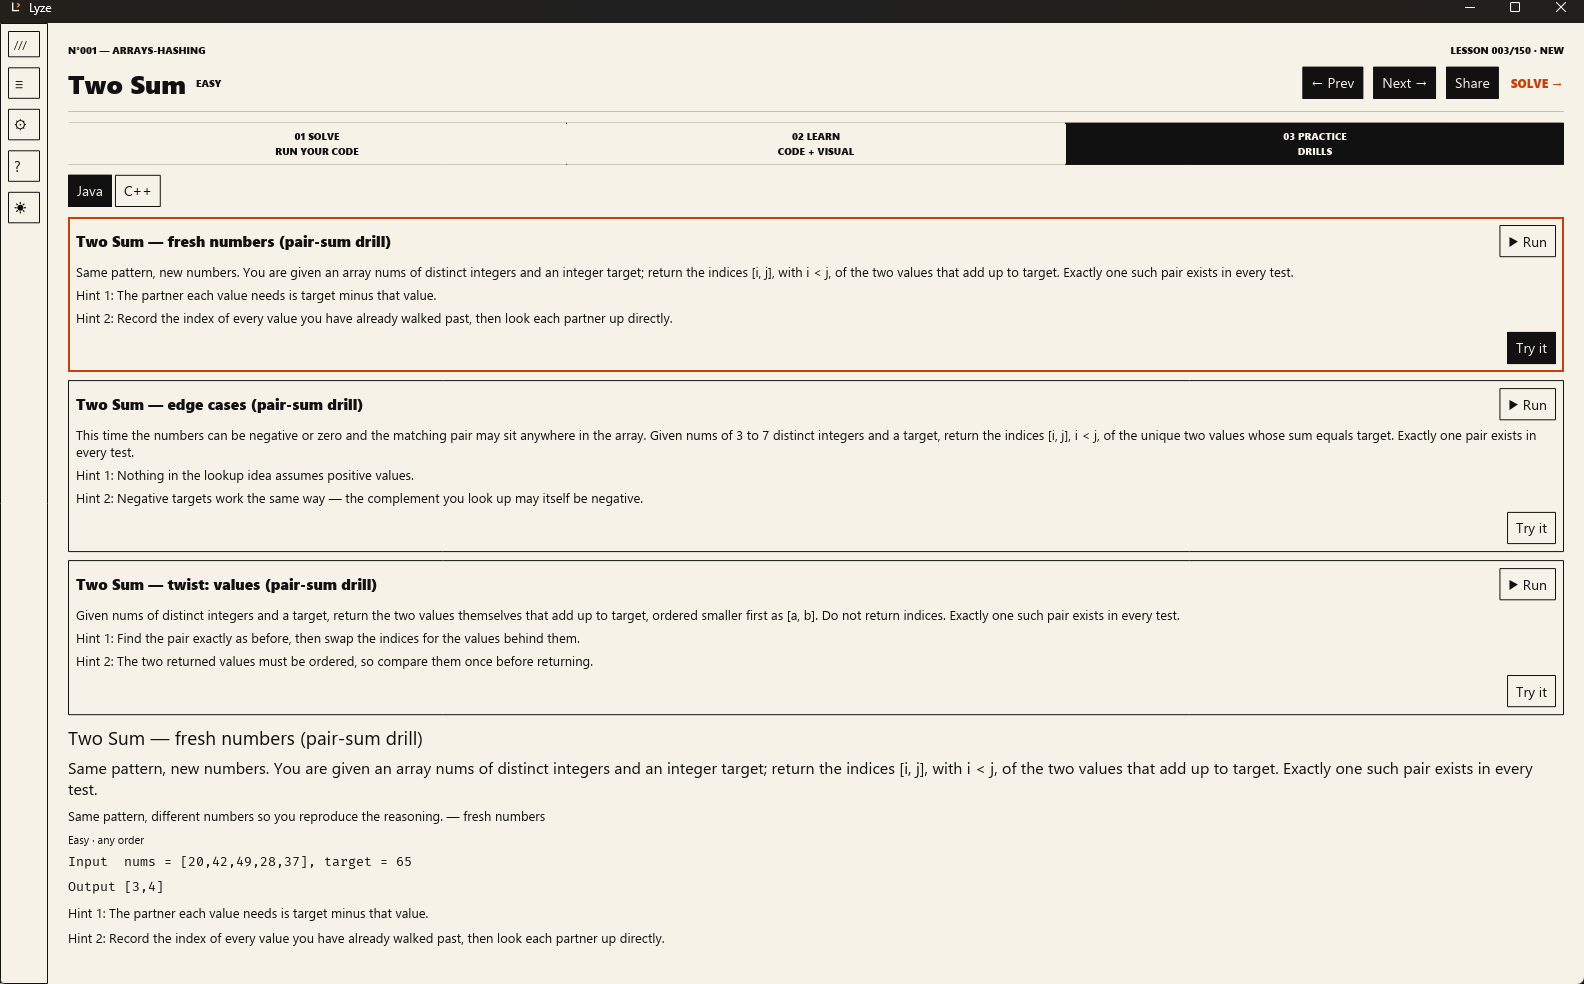 Lyze
N°001 — ARRAYS-HASHING
LESSON 003/150 · NEW
Two Sum EASY
← Prev
Next →
Share
SOLVE →
01 SOLVE
RUN YOUR CODE
02 LEARN
CODE + VISUAL
03 PRACTICE
DRILLS
Java
C++
Two Sum — fresh numbers (pair-sum drill)
▶ Run
Same pattern, new numbers. You are given an array nums of distinct integers and an integer target; return the indices [i, j], with i < j, of the two values that add up to target. Exactly one such pair exists in every test.
Hint 1: The partner each value needs is target minus that value.
Hint 2: Record the index of every value you have already walked past, then look each partner up directly.
Try it
Two Sum — edge cases (pair-sum drill)
▶ Run
This time the numbers can be negative or zero and the matching pair may sit anywhere in the array. Given nums of 3 to 7 distinct integers and a target, return the indices [i, j], i < j, of the unique two values whose sum equals target. Exactly one pair exists in
every test.
Hint 1: Nothing in the lookup idea assumes positive values.
Hint 2: Negative targets work the same way — the complement you look up may itself be negative.
Try it
Two Sum — twist: values (pair-sum drill)
▶ Run
Given nums of distinct integers and a target, return the two values themselves that add up to target, ordered smaller first as [a, b]. Do not return indices. Exactly one such pair exists in every test.
Hint 1: Find the pair exactly as before, then swap the indices for the values behind them.
Hint 2: The two returned values must be ordered, so compare them once before returning.
Try it
Two Sum — fresh numbers (pair-sum drill)
Same pattern, new numbers. You are given an array nums of distinct integers and an integer target; return the indices [i, j], with i < j, of the two values that add up to target. Exactly one such pair exists in every
test.
Same pattern, different numbers so you reproduce the reasoning. — fresh numbers
Easy · any order
Input  nums = [20,42,49,28,37], target = 65
Output [3,4]
Hint 1: The partner each value needs is target minus that value.
Hint 2: Record the index of every value you have already walked past, then look each partner up directly.